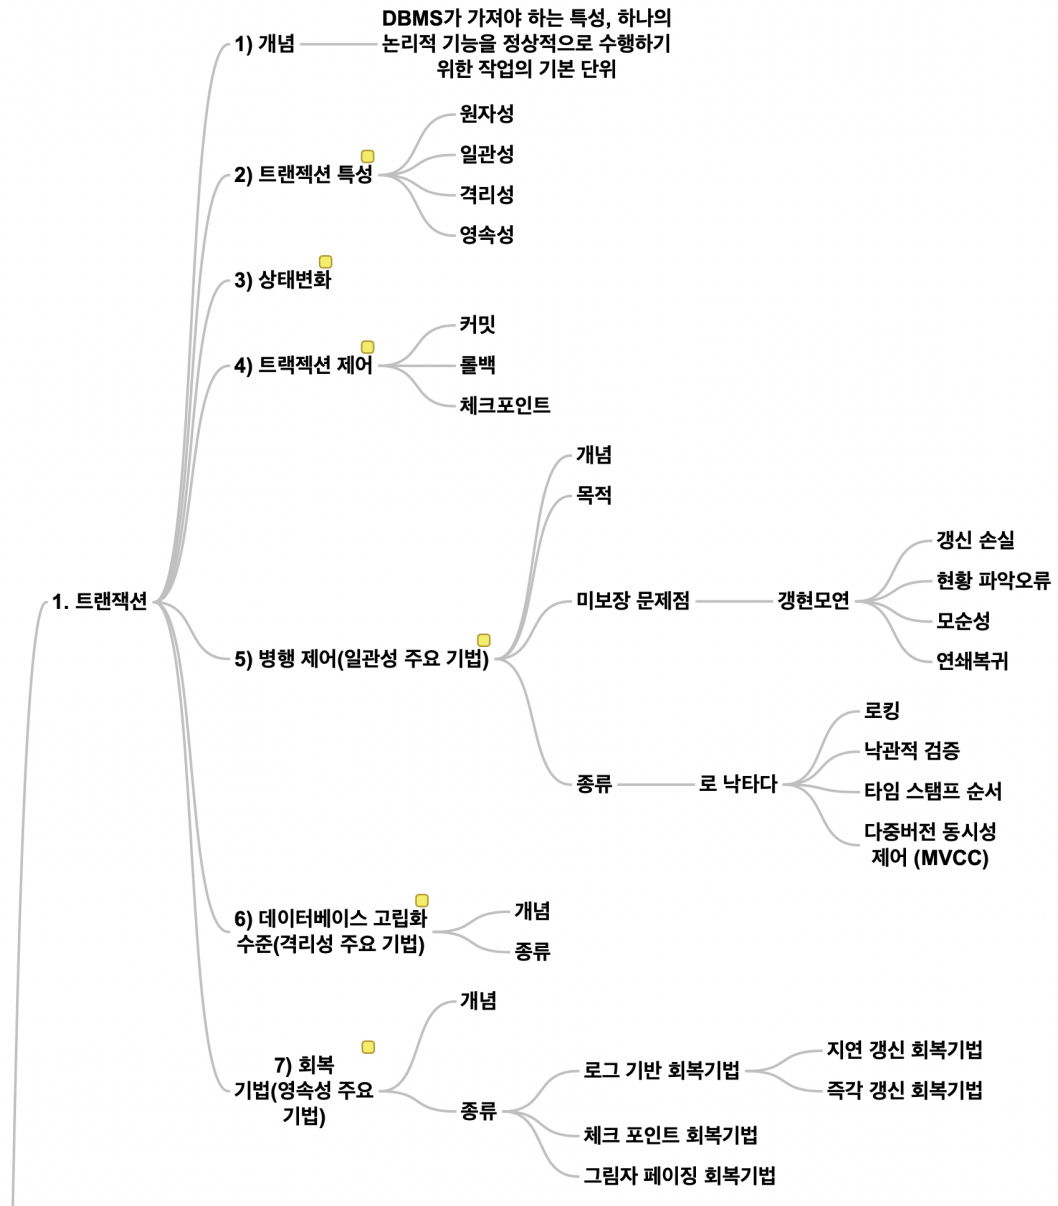 1. 트랜잭션
1) 개념
DBMS가 가져야 하는 특성, 하나의
논리적 기능을 정상적으로 수행하기
위한 작업의 기본 단위
2) 트랜젝션 특성
원자성
일관성
격리성
영속성
3) 상태변화
4) 트랙젝션 제어
커밋
롤백
체크포인트
5) 병행 제어(일관성 주요 기법)
개념
목적
미보장 문제점
갱현모연
갱신 손실
현황 파악오류
모순성
연쇄복귀
종류
로 낙타다
로킹
낙관적 검증
타임 스탬프 순서
다중버전 동시성
제어 (MVCC)
6) 데이터베이스 고립화
수준(격리성 주요 기법)
개념
종류
7) 회복
기법(영속성 주요
기법)
개념
종류
로그 기반 회복기법
지연 갱신 회복기법
즉각 갱신 회복기법
체크 포인트 회복기법
그림자 페이징 회복기법